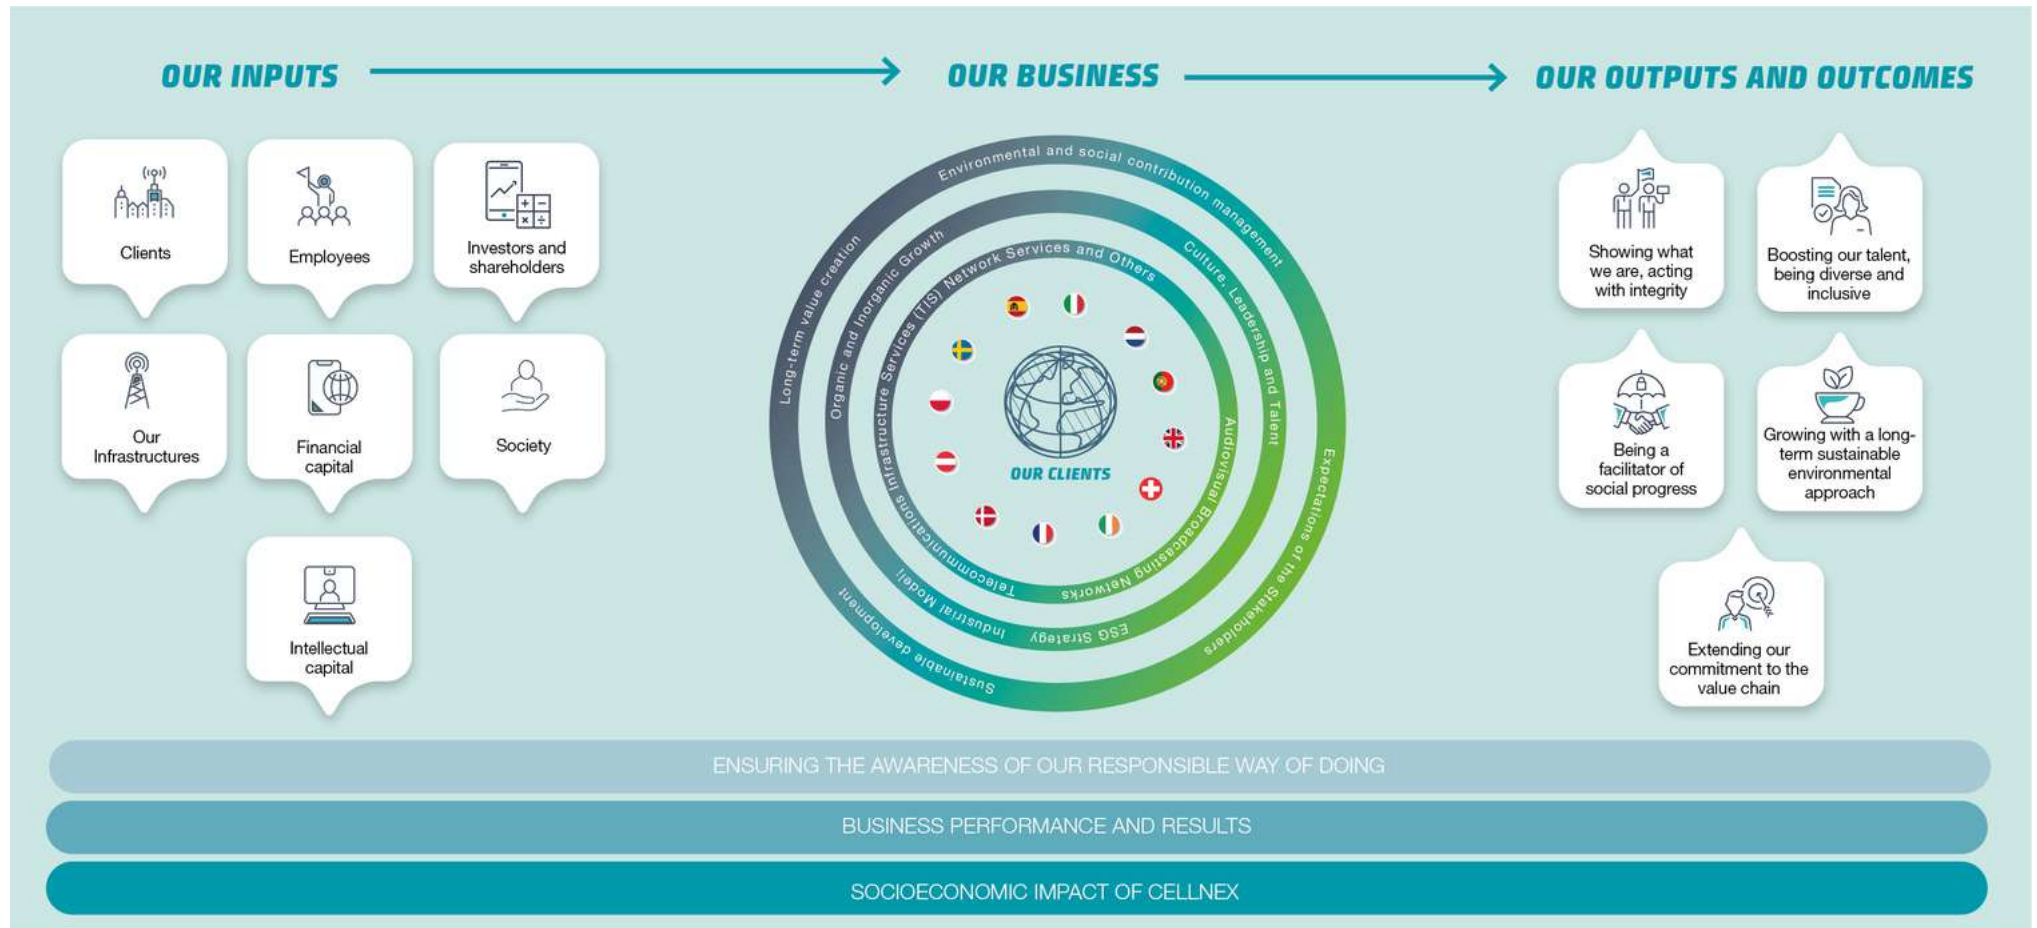 OUR INPUTS
OUR BUSINESS
OUR OUTPUTS AND OUTCOMES
Clients
Employees
Investors and
shareholders
Our
Infrastructures
Financial
capital
Society
Intellectual
capital
Long-term value creation
Environmental and social contribution management
Expectations of the Stakeholders
Sustainable development
Organic and Inorganic Growth
Culture, Leadership and Talent
ESG Strategy
Industrial Modeli
Telecommunications Infrastructure Services (TIS) Network Services and Others
Audiovisual Broadcasting Networks
OUR CLIENTS
Showing what
we are, acting
with integrity
Boosting our talent,
being diverse and
inclusive
Being a
facilitator of
social progress
Growing with a long-
term sustainable
environmental
approach
Extending our
commitment to the
value chain
ENSURING THE AWARENESS OF OUR RESPONSIBLE WAY OF DOING
BUSINESS PERFORMANCE AND RESULTS
SOCIOECONOMIC IMPACT OF CELLNEX